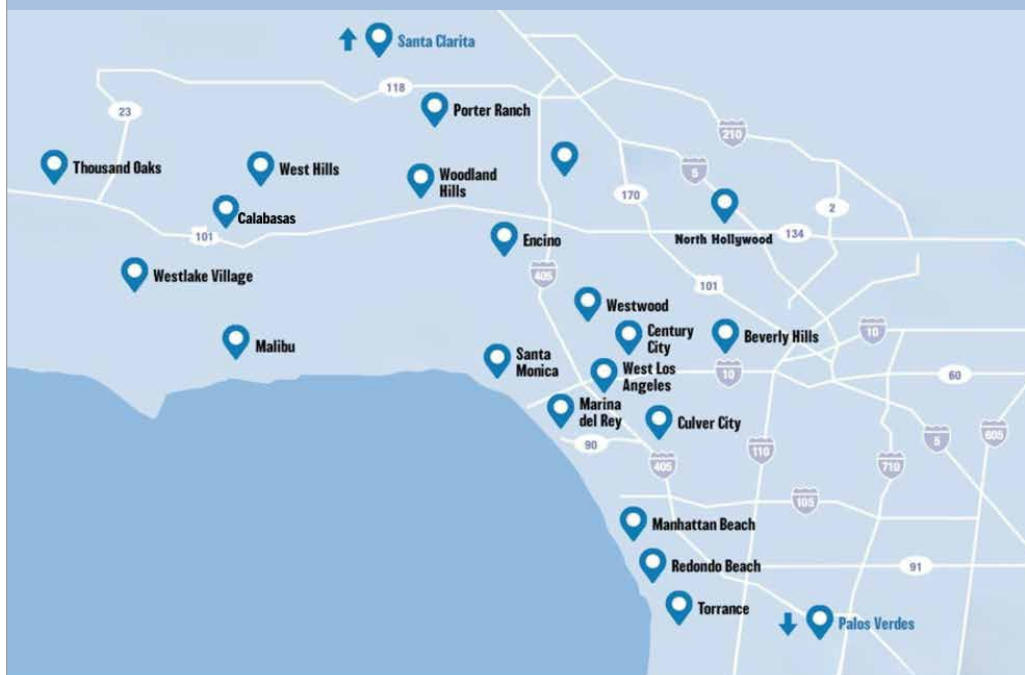 Santa Clarita
118
23
Porter Ranch
210
Thousand Oaks
West Hills
Woodland
Hills
5
170
2
Calabasas
101
North Hollywood
134
Encino
405
Westlake Village
101
Westwood
Century
City
Beverly Hills
10
Malibu
Santa
Monica
West Los
Angeles
10
60
Marina
del Rey
Culver City
90
5
605
110
405
710
105
Manhattan Beach
Redondo Beach
91
Torrance
Palos Verdes